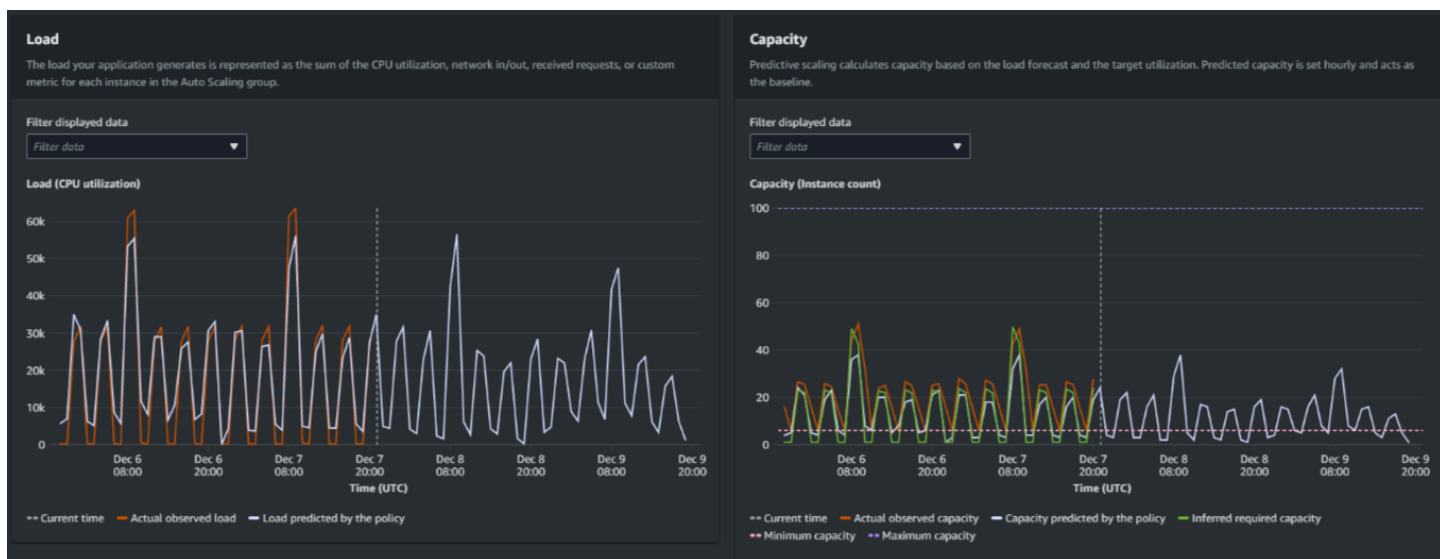 Load
The load your application generates is represented as the sum of the CPU utilization, network in/out, received requests, or custom
metric for each instance in the Auto Scaling group.
Filter displayed data
Filter data
Load (CPU utilization)
60k
50k
40k
30k
20k
10k
0
Dec 6 Dec 6 Dec 7 Dec 7 Dec 8 Dec 8 Dec 9 Dec 9
08:00 20:00 08:00 20:00 08:00 20:00 08:00 20:00
Time (UTC)
Current time Actual observed load Load predicted by the policy
Capacity
Predictive scaling calculates capacity based on the load forecast and the target utilization. Predicted capacity is set hourly and acts as
the baseline.
Filter displayed data
Filter data
Capacity (Instance count)
100
80
60
40
20
0
Dec 6 Dec 6 Dec 7 Dec 7 Dec 8 Dec 8 Dec 9 Dec 9
08:00 20:00 08:00 20:00 08:00 20:00 08:00 20:00
Time (UTC)
Current time Actual observed capacity Capacity predicted by the policy Inferred required capacity
Minimum capacity Maximum capacity